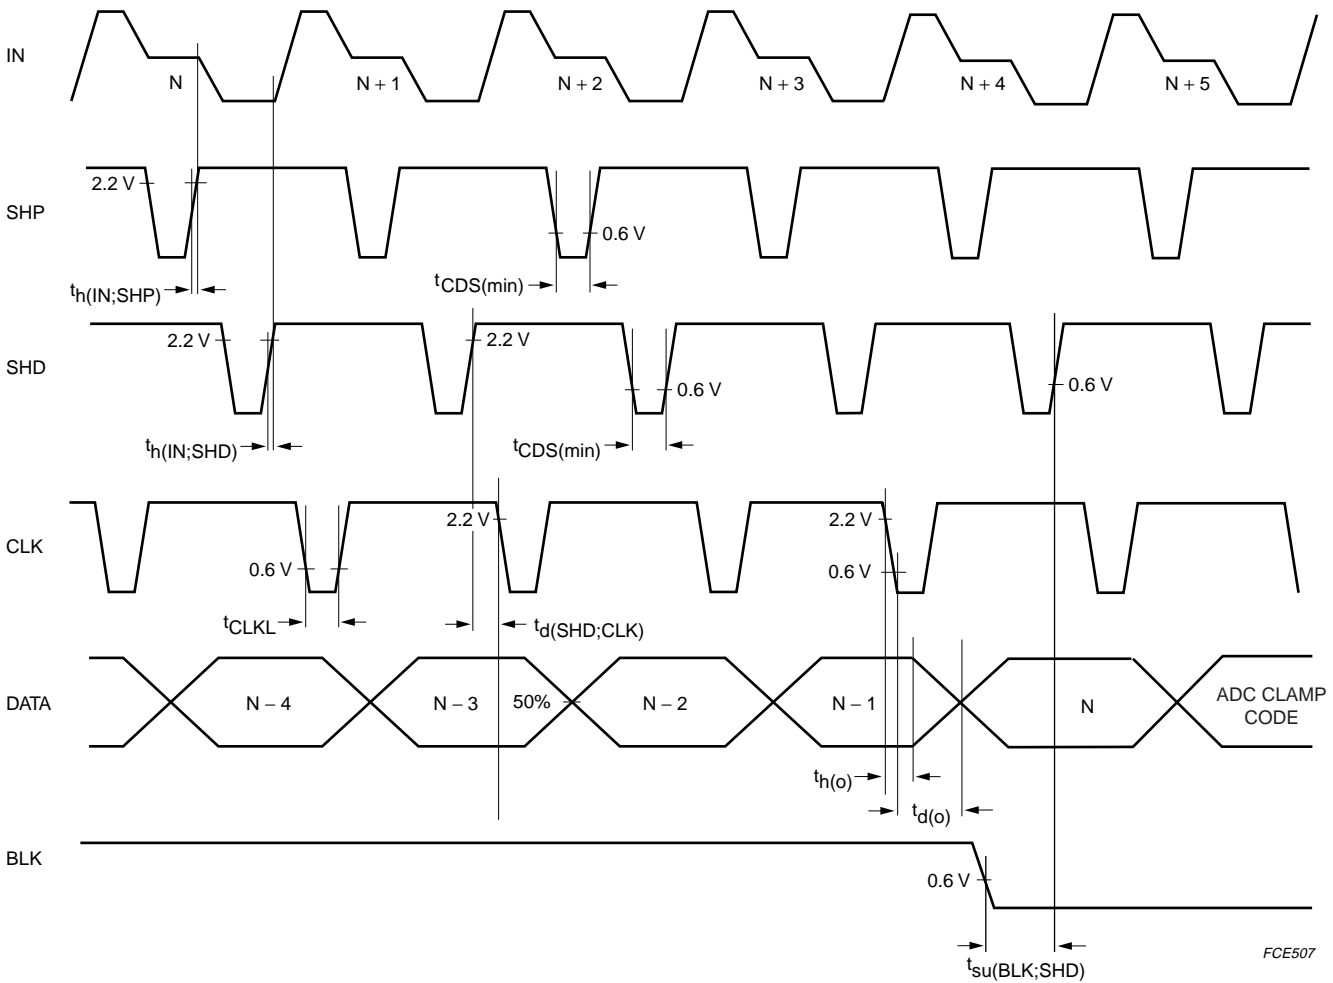 IN
N
N + 1
N + 2
N + 3
N + 4
N + 5
SHP
2.2 V
0.6 V
th(IN;SHP)
tCDS(min)
SHD
2.2 V
2.2 V
0.6 V
0.6 V
th(IN;SHD)
tCDS(min)
CLK
2.2 V
2.2 V
0.6 V
0.6 V
tCLKL
td(SHD;CLK)
DATA
N – 4
N – 3
50%
N – 2
N – 1
N
ADC CLAMP
CODE
th(o)
td(o)
BLK
0.6 V
tsu(BLK;SHD)
FCE507